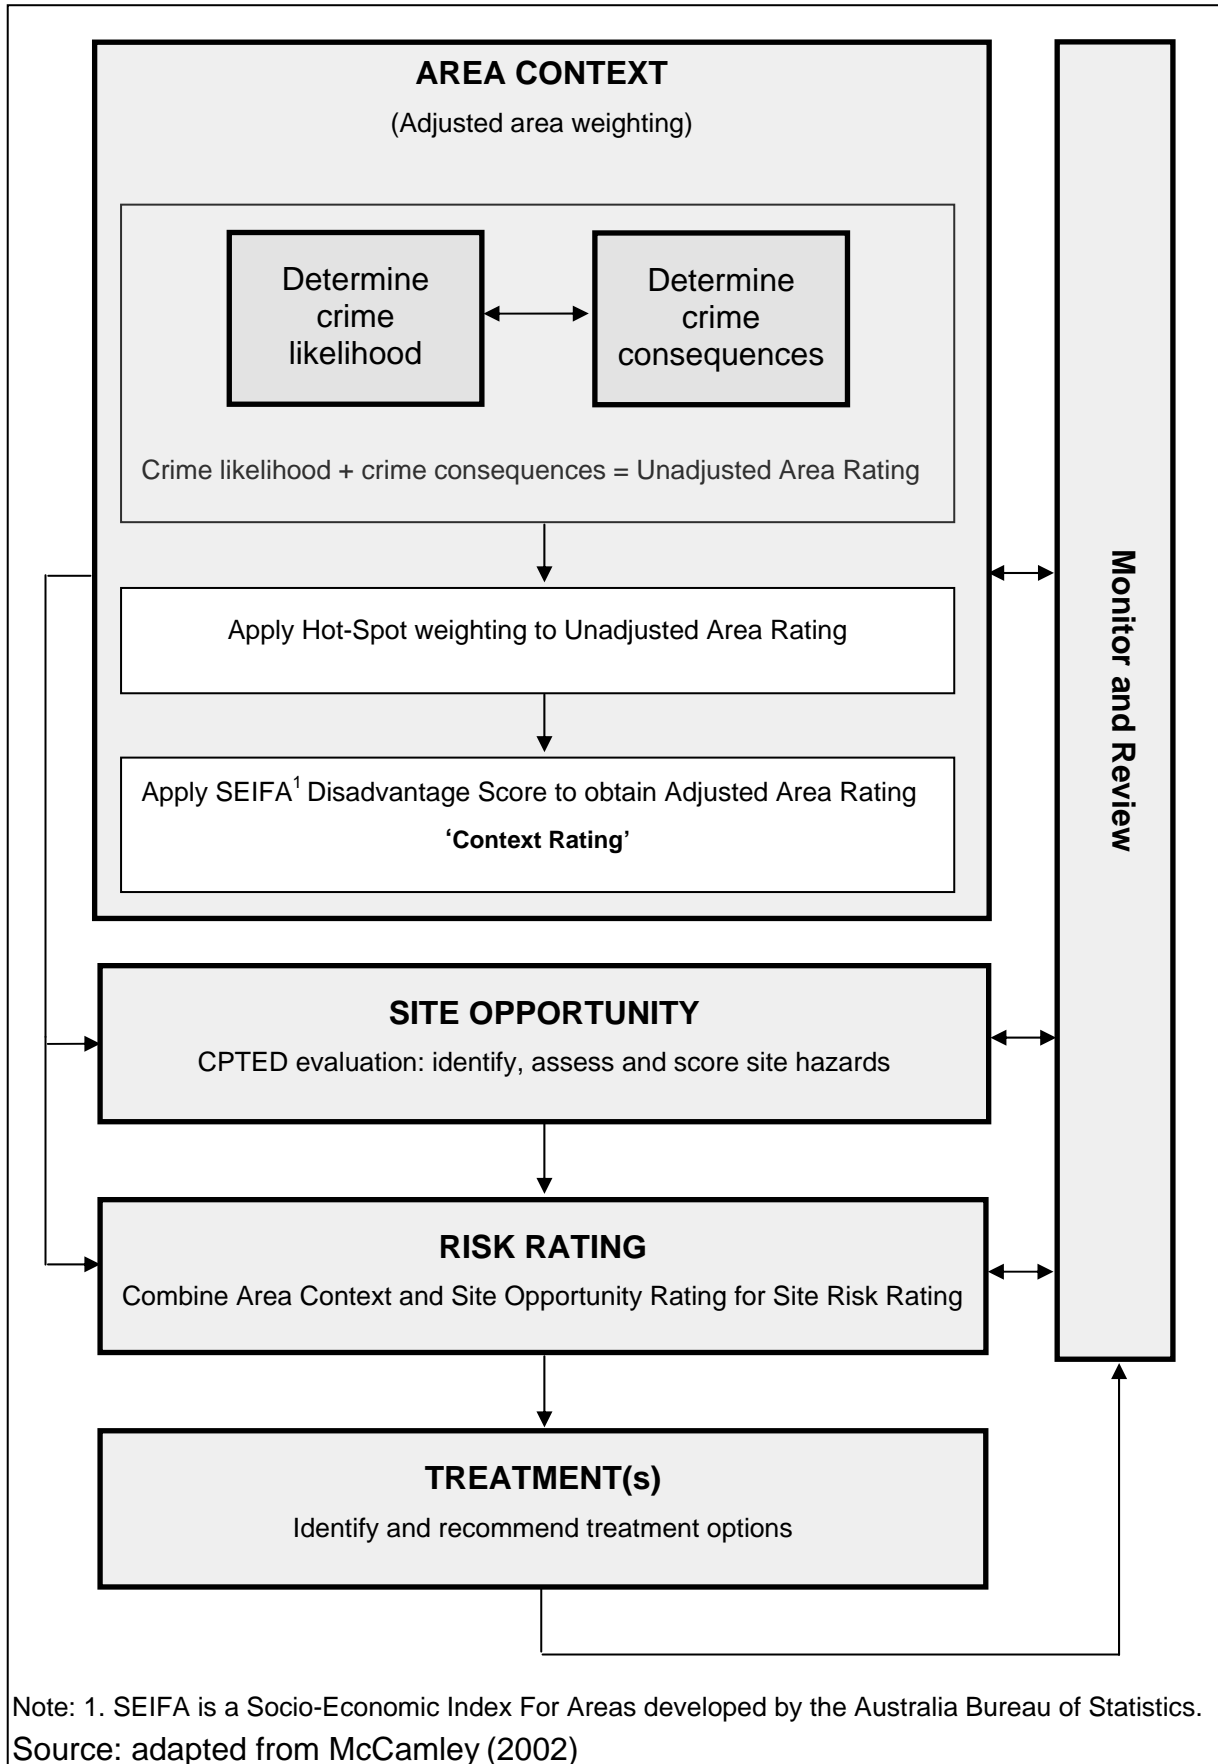 AREA CONTEXT
(Adjusted area weighting)
Determine
crime
likelihood
Determine
crime
consequences
Crime likelihood + crime consequences = Unadjusted Area Rating
Apply Hot-Spot weighting to Unadjusted Area Rating
Apply SEIFA¹ Disadvantage Score to obtain Adjusted Area Rating
‘Context Rating’
SITE OPPORTUNITY
CPTED evaluation: identify, assess and score site hazards
RISK RATING
Combine Area Context and Site Opportunity Rating for Site Risk Rating
TREATMENT(s)
Identify and recommend treatment options
Monitor and Review
Note: 1. SEIFA is a Socio-Economic Index For Areas developed by the Australia Bureau of Statistics.
Source: adapted from McCamley (2002)